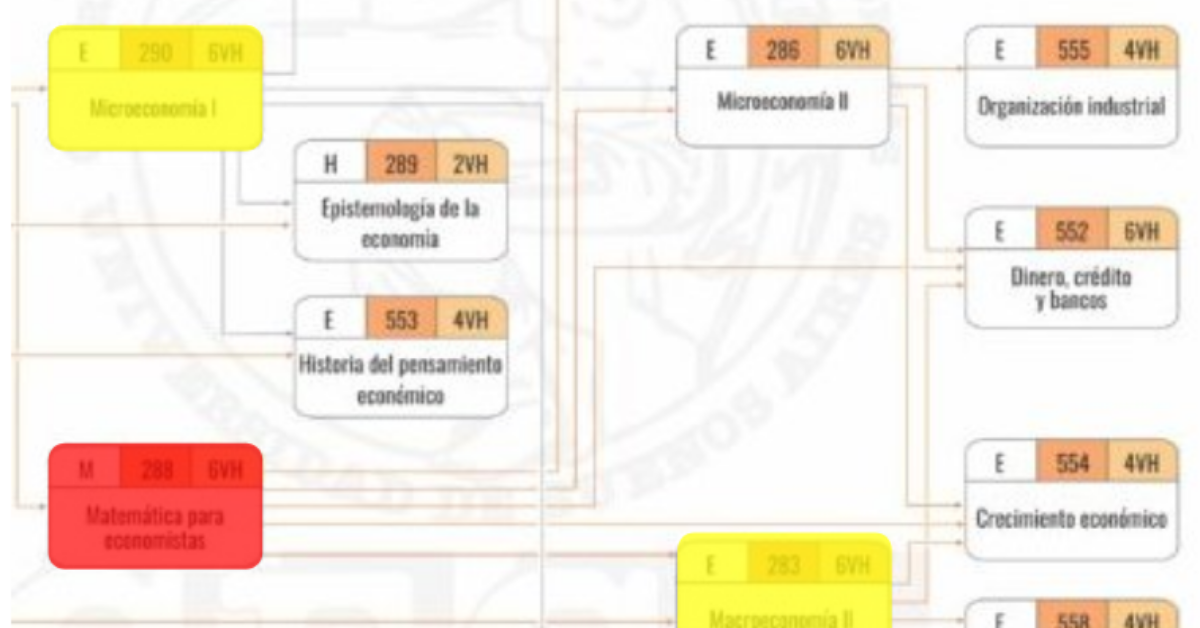 E 290 6VH
Microeconomía I
H 289 2VH
Epistemología de la
economía
E 553 4VH
Historia del pensamiento
económico
M 288 6VH
Matemática para
economistas
E 286 6VH
Microeconomía II
E 283 6VH
Macroeconomía II
E 555 4VH
Organización industrial
E 552 6VH
Dinero, crédito
y bancos
E 554 4VH
Crecimiento económico
E 558 4VH